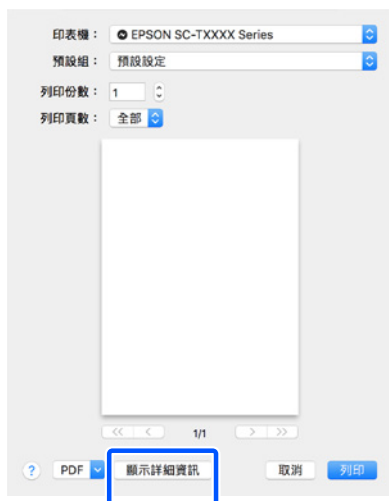 印表機： EPSON SC-TXXXX Series
預設組： 預設設定
列印份數： 1
列印頁數： 全部
<< < 1/1 > >>
? PDF 顯示詳細資訊 取消 列印